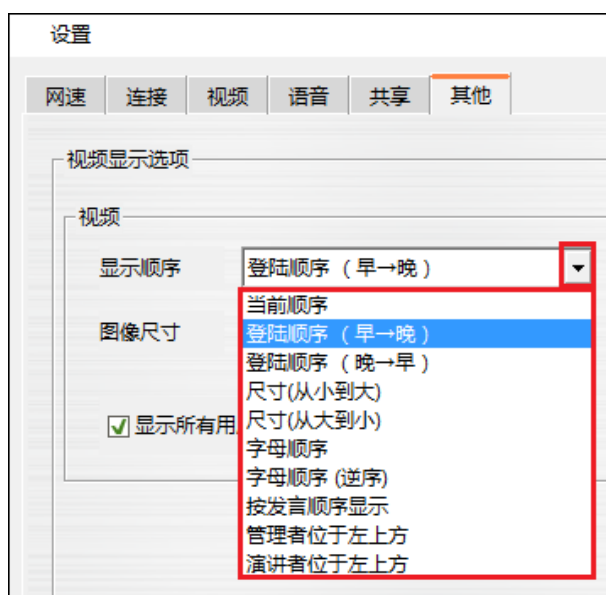 设置
网速 连接 视频 语音 共享 其他
视频显示选项
视频
显示顺序 登陆顺序 ( 早→晚 )
当前顺序
图像尺寸 登陆顺序 ( 早→晚 )
登陆顺序 ( 晚→早 )
尺寸(从小到大)
显示所有用 尺寸(从大到小)
字母顺序
字母顺序 (逆序)
按发言顺序显示
管理者位于左上方
演讲者位于左上方